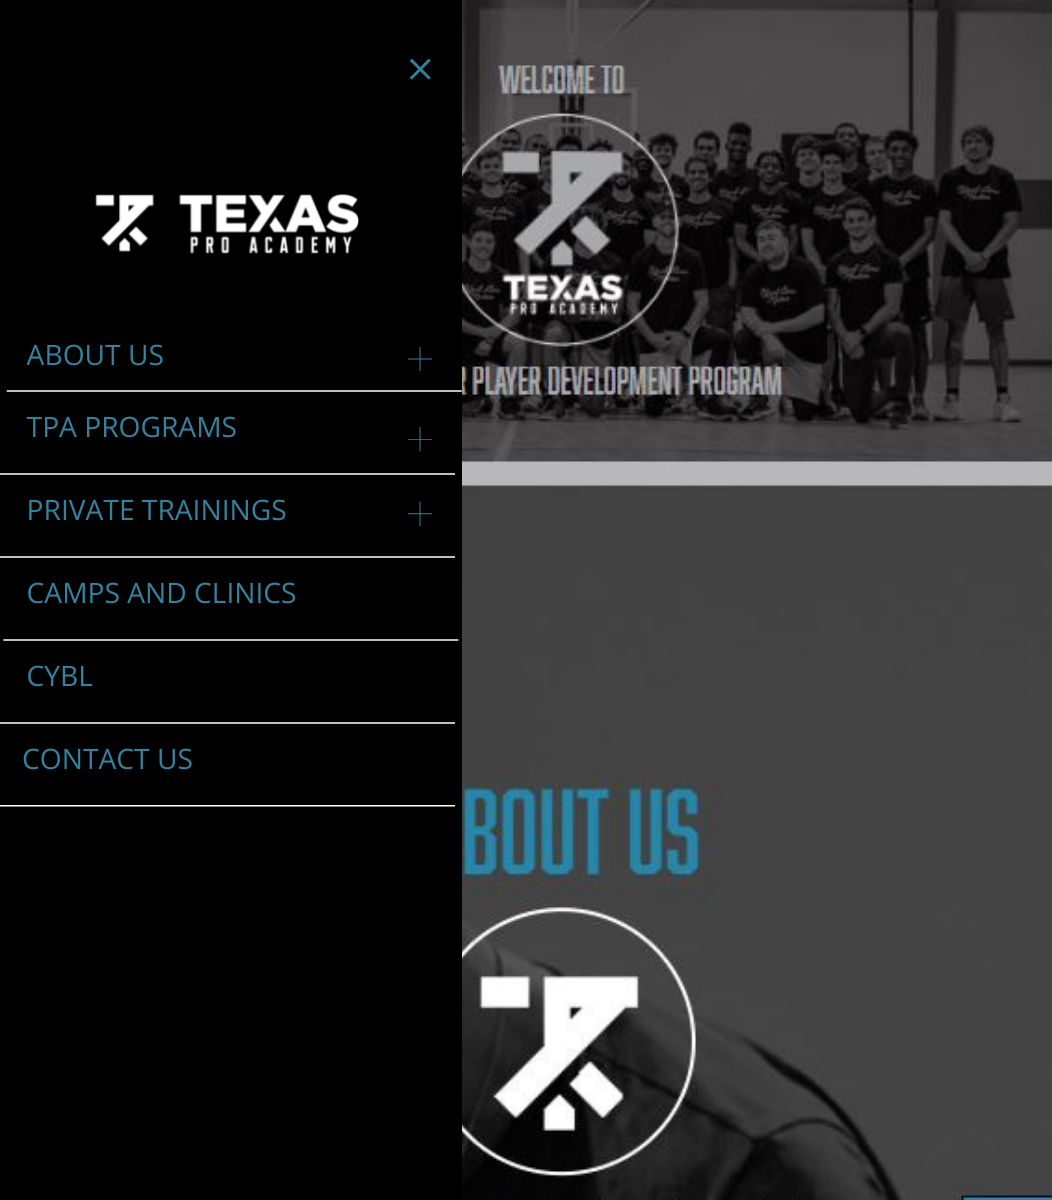 TEXAS
PRO ACADEMY
ABOUT US
TPA PROGRAMS
PRIVATE TRAININGS
CAMPS AND CLINICS
CYBL
CONTACT US
WELCOME TO
TEXAS
PRO ACADEMY
R PLAYER DEVELOPMENT PROGRAM
BOUT US